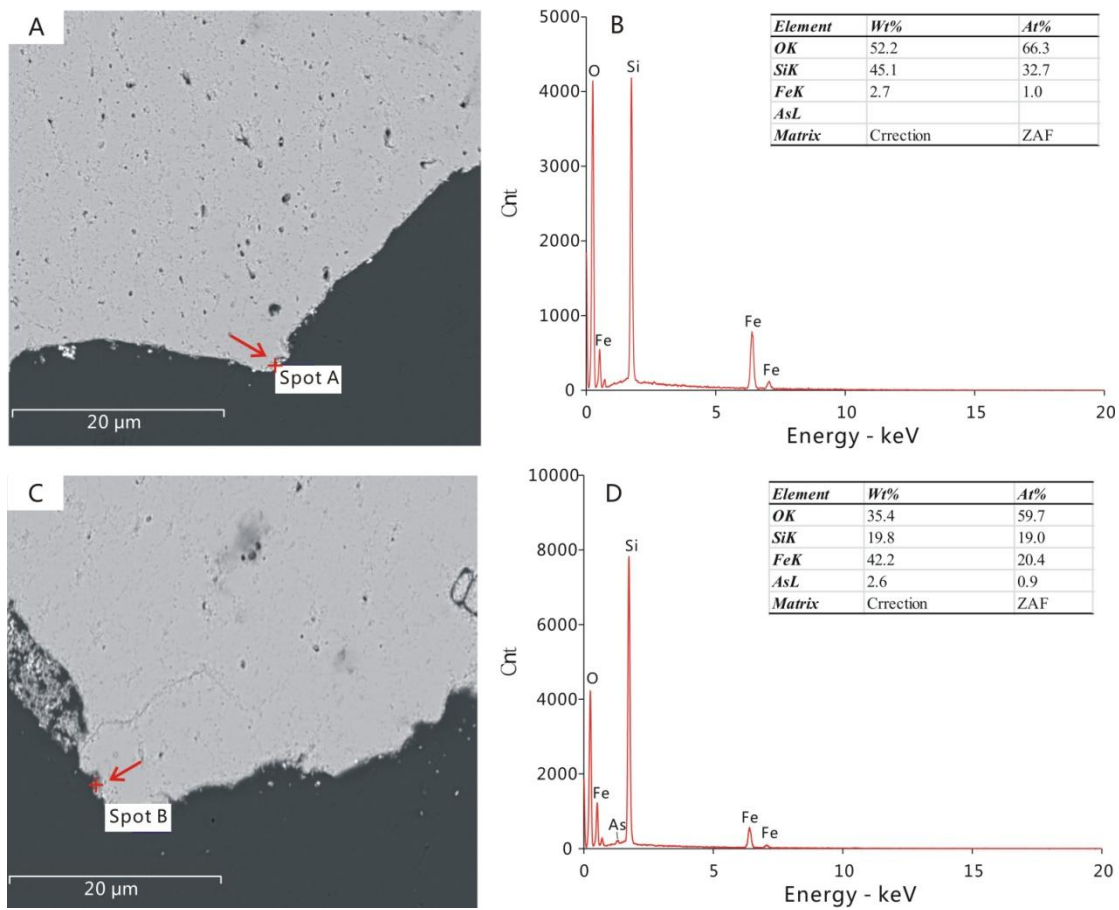 A
Spot A
20 µm
B
5000
4000
3000
2000
1000
0
Cnt
O
Si
Fe
Fe
Fe
0
5
10
15
20
Energy - keV
Element Wt% At%
OK 52.2 66.3
SiK 45.1 32.7
FeK 2.7 1.0
AsL
Matrix Crrection ZAF
C
Spot B
20 µm
D
10000
8000
6000
4000
2000
0
Cnt
Si
O
Fe
As
Fe
Fe
0
5
10
15
20
Energy - keV
Element Wt% At%
OK 35.4 59.7
SiK 19.8 19.0
FeK 42.2 20.4
AsL 2.6 0.9
Matrix Crrection ZAF